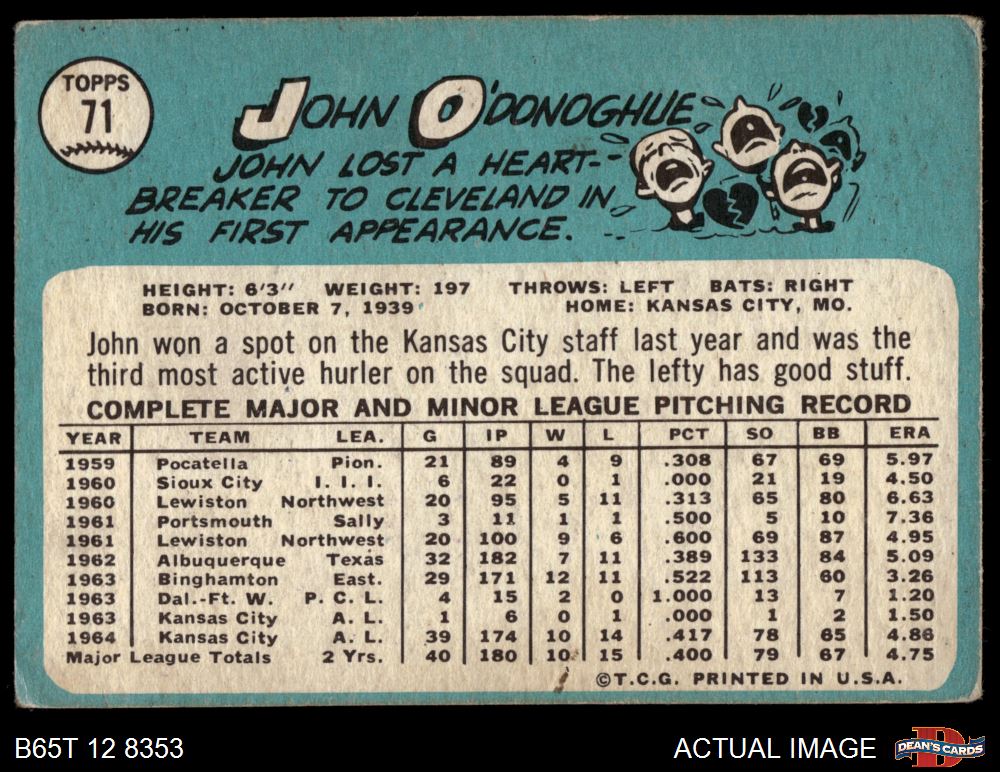 TOPPS
71
JOHN O'DONOGHUE
JOHN LOST A HEART-
BREAKER TO CLEVELAND IN
HIS FIRST APPEARANCE.
HEIGHT: 6'3" WEIGHT: 197 THROWS: LEFT BATS: RIGHT
BORN: OCTOBER 7, 1939 HOME: KANSAS CITY, MO.
John won a spot on the Kansas City staff last year and was the
third most active hurler on the squad. The lefty has good stuff.
COMPLETE MAJOR AND MINOR LEAGUE PITCHING RECORD
YEAR TEAM LEA. G IP W L PCT SO BB ERA
1959 Pocatella Pion. 21 89 4 9 .308 67 69 5.97
1960 Sioux City I. I. I. 6 22 0 1 .000 21 19 4.50
1960 Lewiston Northwest 20 95 5 11 .313 65 80 6.63
1961 Portsmouth Sally 3 11 1 1 .500 5 10 7.36
1961 Lewiston Northwest 20 100 9 6 .600 69 87 4.95
1962 Albuquerque Texas 32 182 7 11 .389 133 84 5.09
1963 Binghamton East. 29 171 12 11 .522 113 60 3.26
1963 Dal.-Ft. W. P. C. L. 4 15 2 0 1.000 13 7 1.20
1963 Kansas City A. L. 1 6 0 1 .000 1 2 1.50
1964 Kansas City A. L. 39 174 10 14 .417 78 65 4.86
Major League Totals 2 Yrs. 40 180 10 15 .400 79 67 4.75
©T.C.G. PRINTED IN U.S.A.
B65T 12 8353 ACTUAL IMAGE DEAN'S CARDS